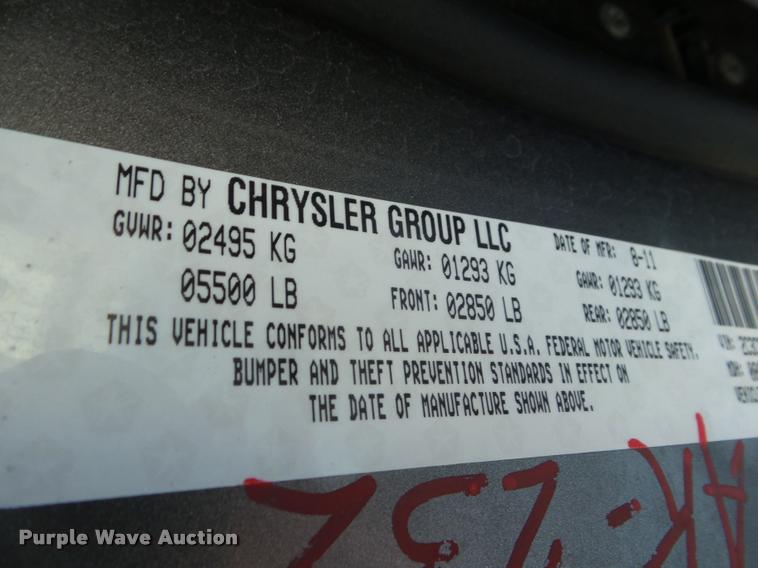 MFD BY CHRYSLER GROUP LLC DATE OF MFR: 8-11
GVWR: 02495 KG GAWR: 01293 KG GAWR: 01293 KG
05500 LB FRONT: 02850 LB REAR: 02850 LB
THIS VEHICLE CONFORMS TO ALL APPLICABLE U.S.A. FEDERAL MOTOR VEHICLE SAFETY,
BUMPER AND THEFT PREVENTION STANDARDS IN EFFECT ON
THE DATE OF MANUFACTURE SHOWN ABOVE.
VIN:
MDH:
Purple Wave Auction